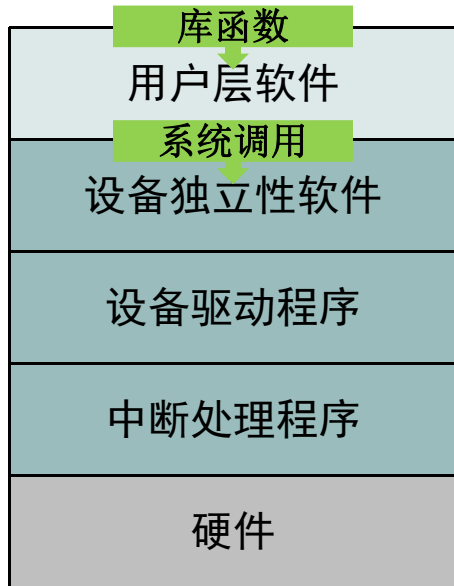 库函数
用户层软件
系统调用
设备独立性软件
设备驱动程序
中断处理程序
硬件